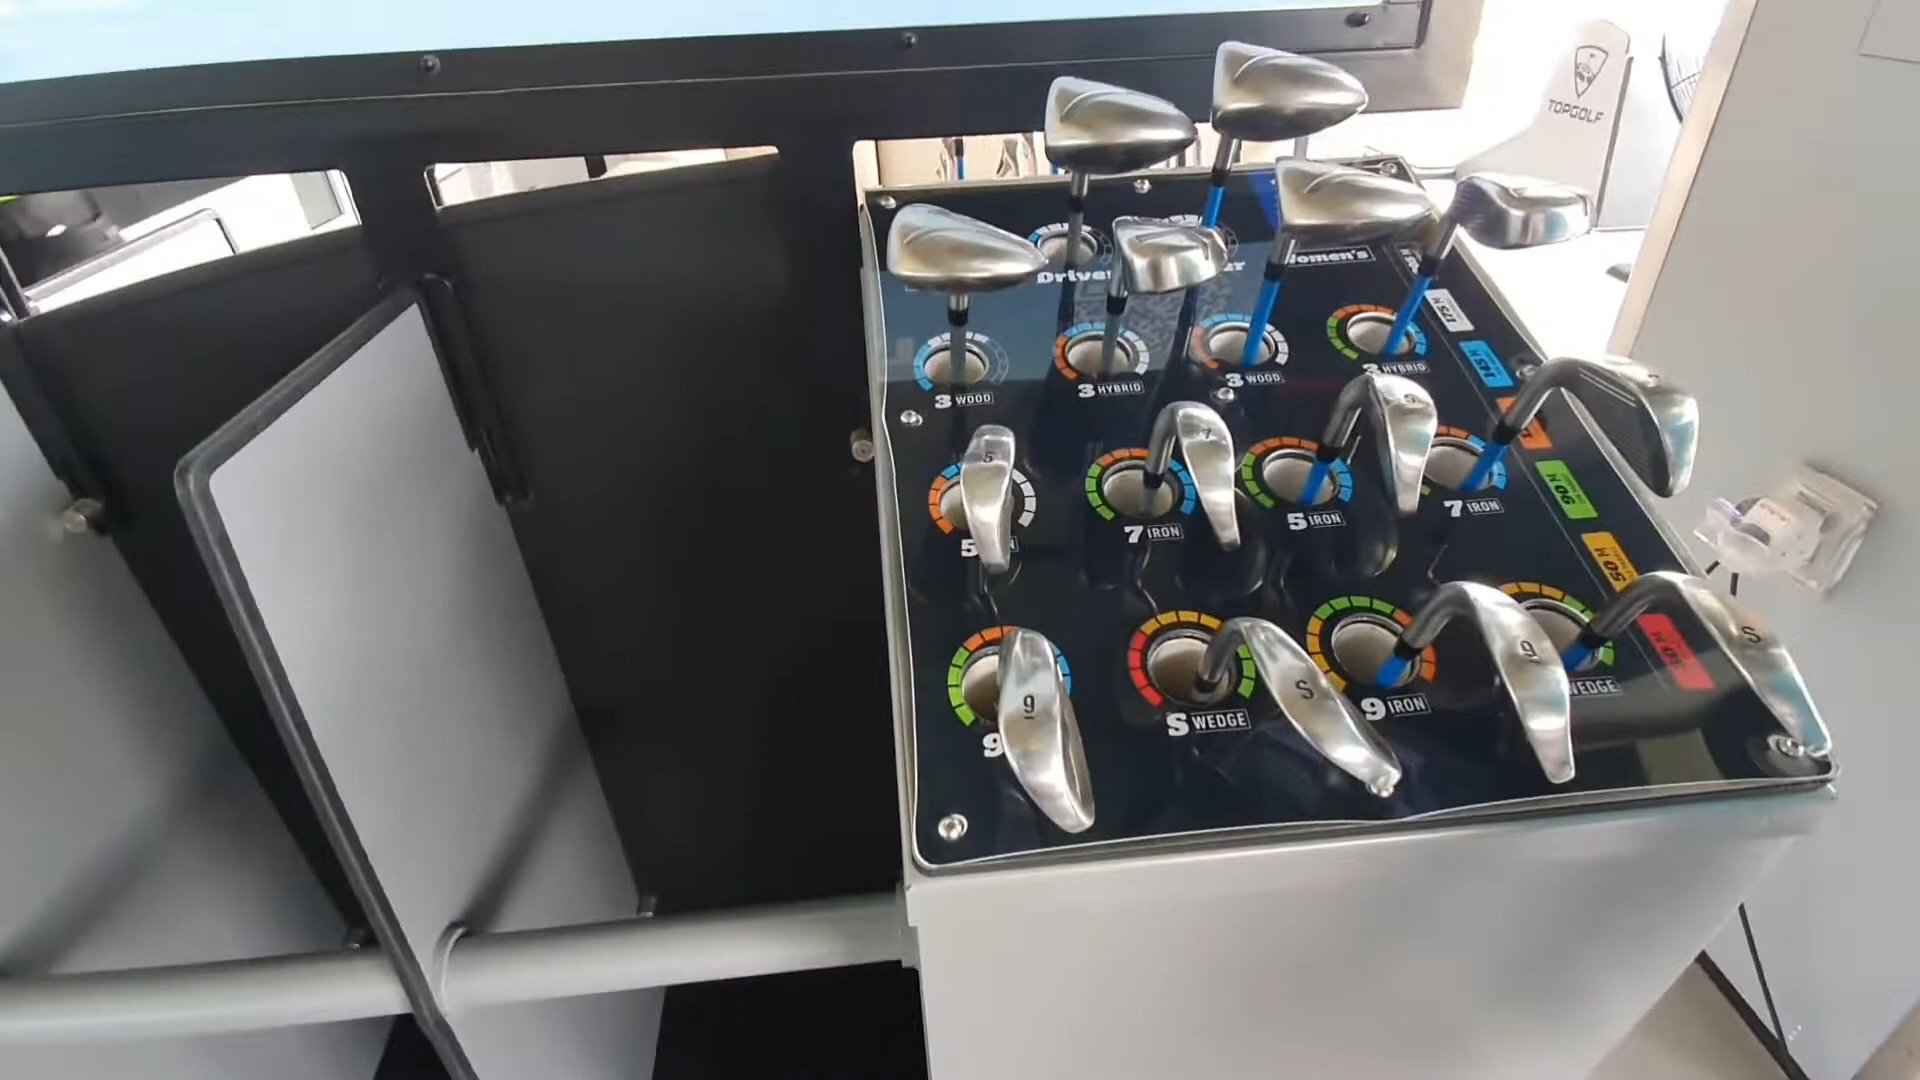 TOPGOLF
Driver
Women's
175 M
145 M
3 WOOD
3 HYBRID
3 WOOD
3 HYBRID
5
7
5
90 M
7 IRON
5 IRON
7 IRON
50 M
9
S
9
S
S WEDGE
9 IRON
WEDGE
9